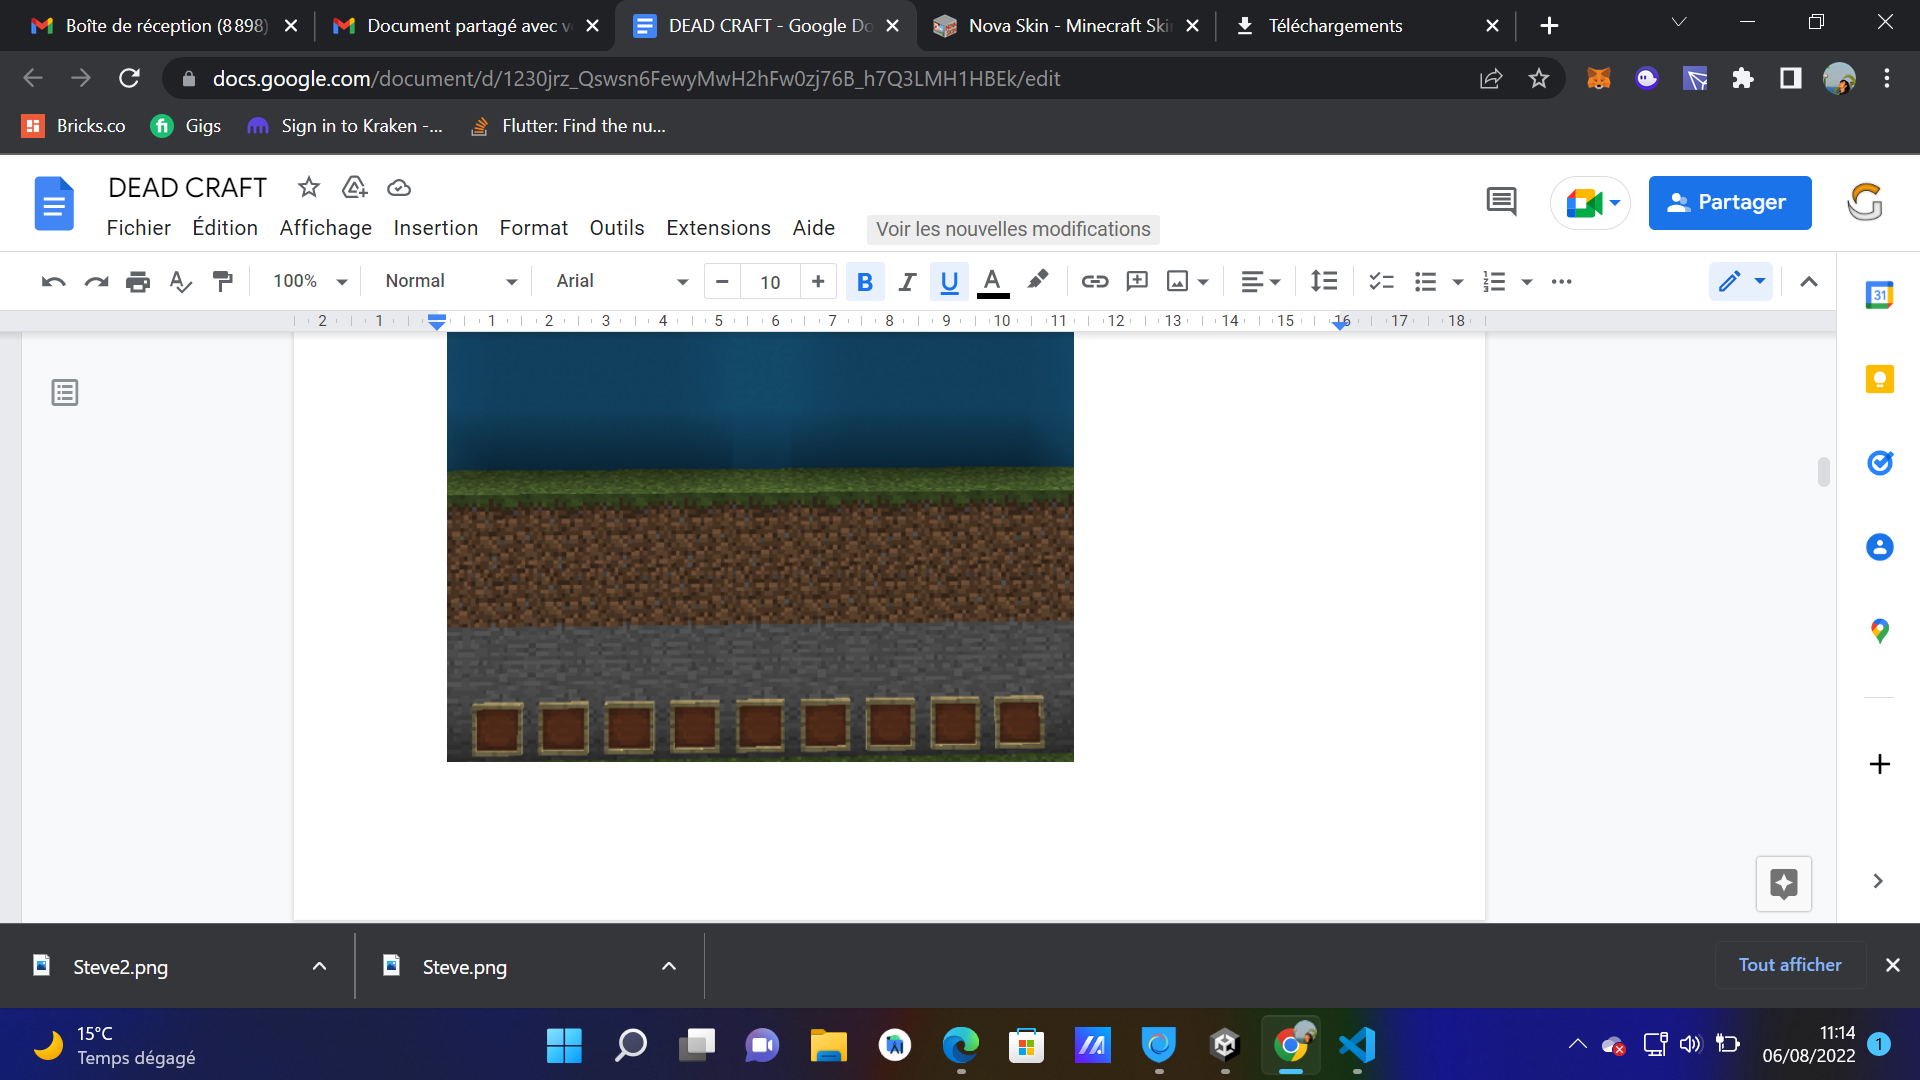 Boîte de réception (8 898)
Document partagé avec v
DEAD CRAFT - Google Do
Nova Skin - Minecraft Ski
Téléchargements
docs.google.com/document/d/1230jrz_Qswsn6FewyMwH2hFw0zj76B_h7Q3LMH1HBEk/edit
Bricks.co
Gigs
Sign in to Kraken -...
Flutter: Find the nu...
DEAD CRAFT
Partager
Fichier Édition Affichage Insertion Format Outils Extensions Aide
Voir les nouvelles modifications
100% Normal Arial 10 B I U A
31
2 1 1 2 3 4 5 6 7 8 9 10 11 12 13 14 15 16 17 18
Steve2.png
Steve.png
Tout afficher
15°C
Temps dégagé
11:14
06/08/2022
1